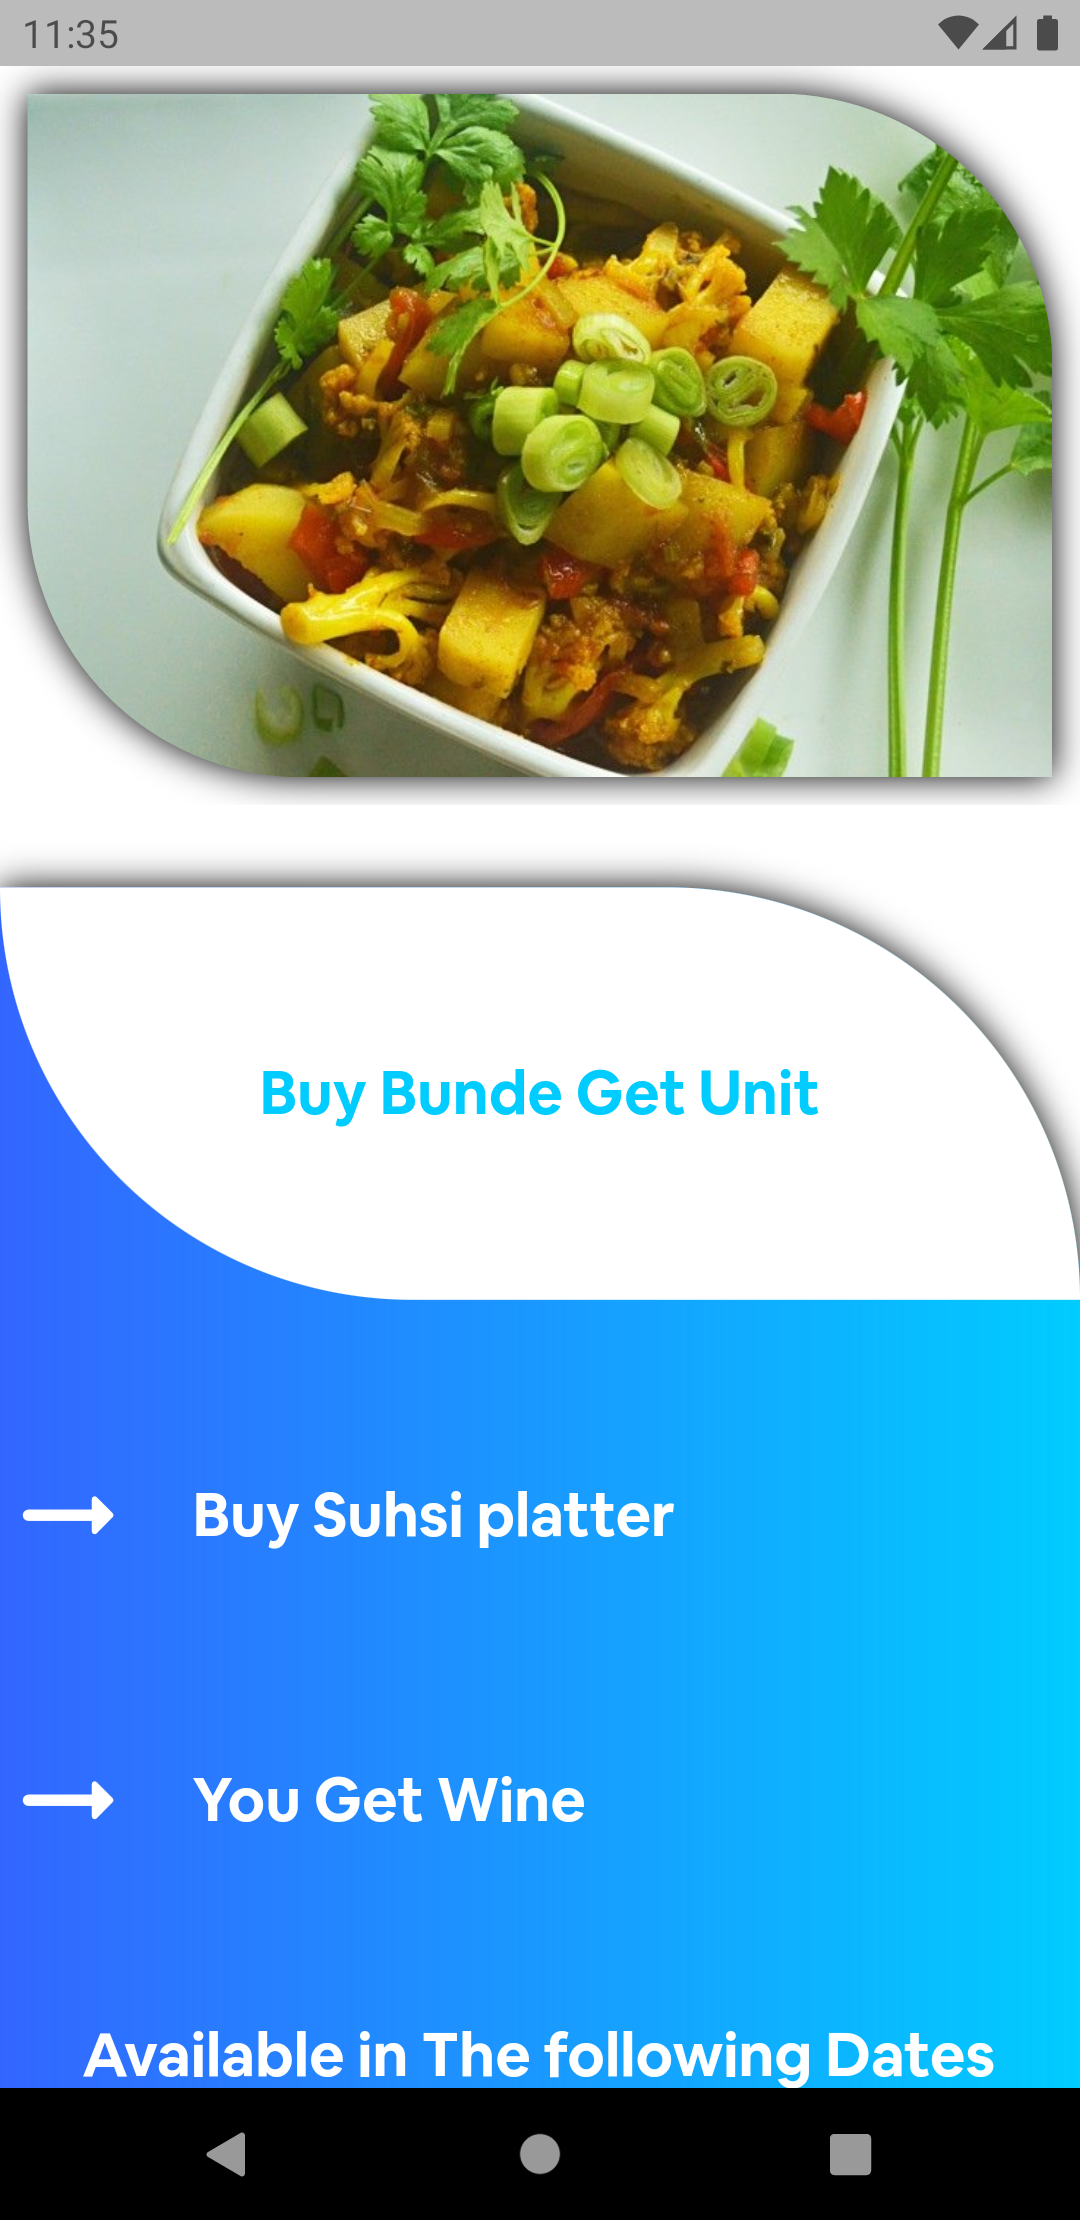 11:35
Buy Bunde Get Unit
Buy Suhsi platter
You Get Wine
Available in The following Dates